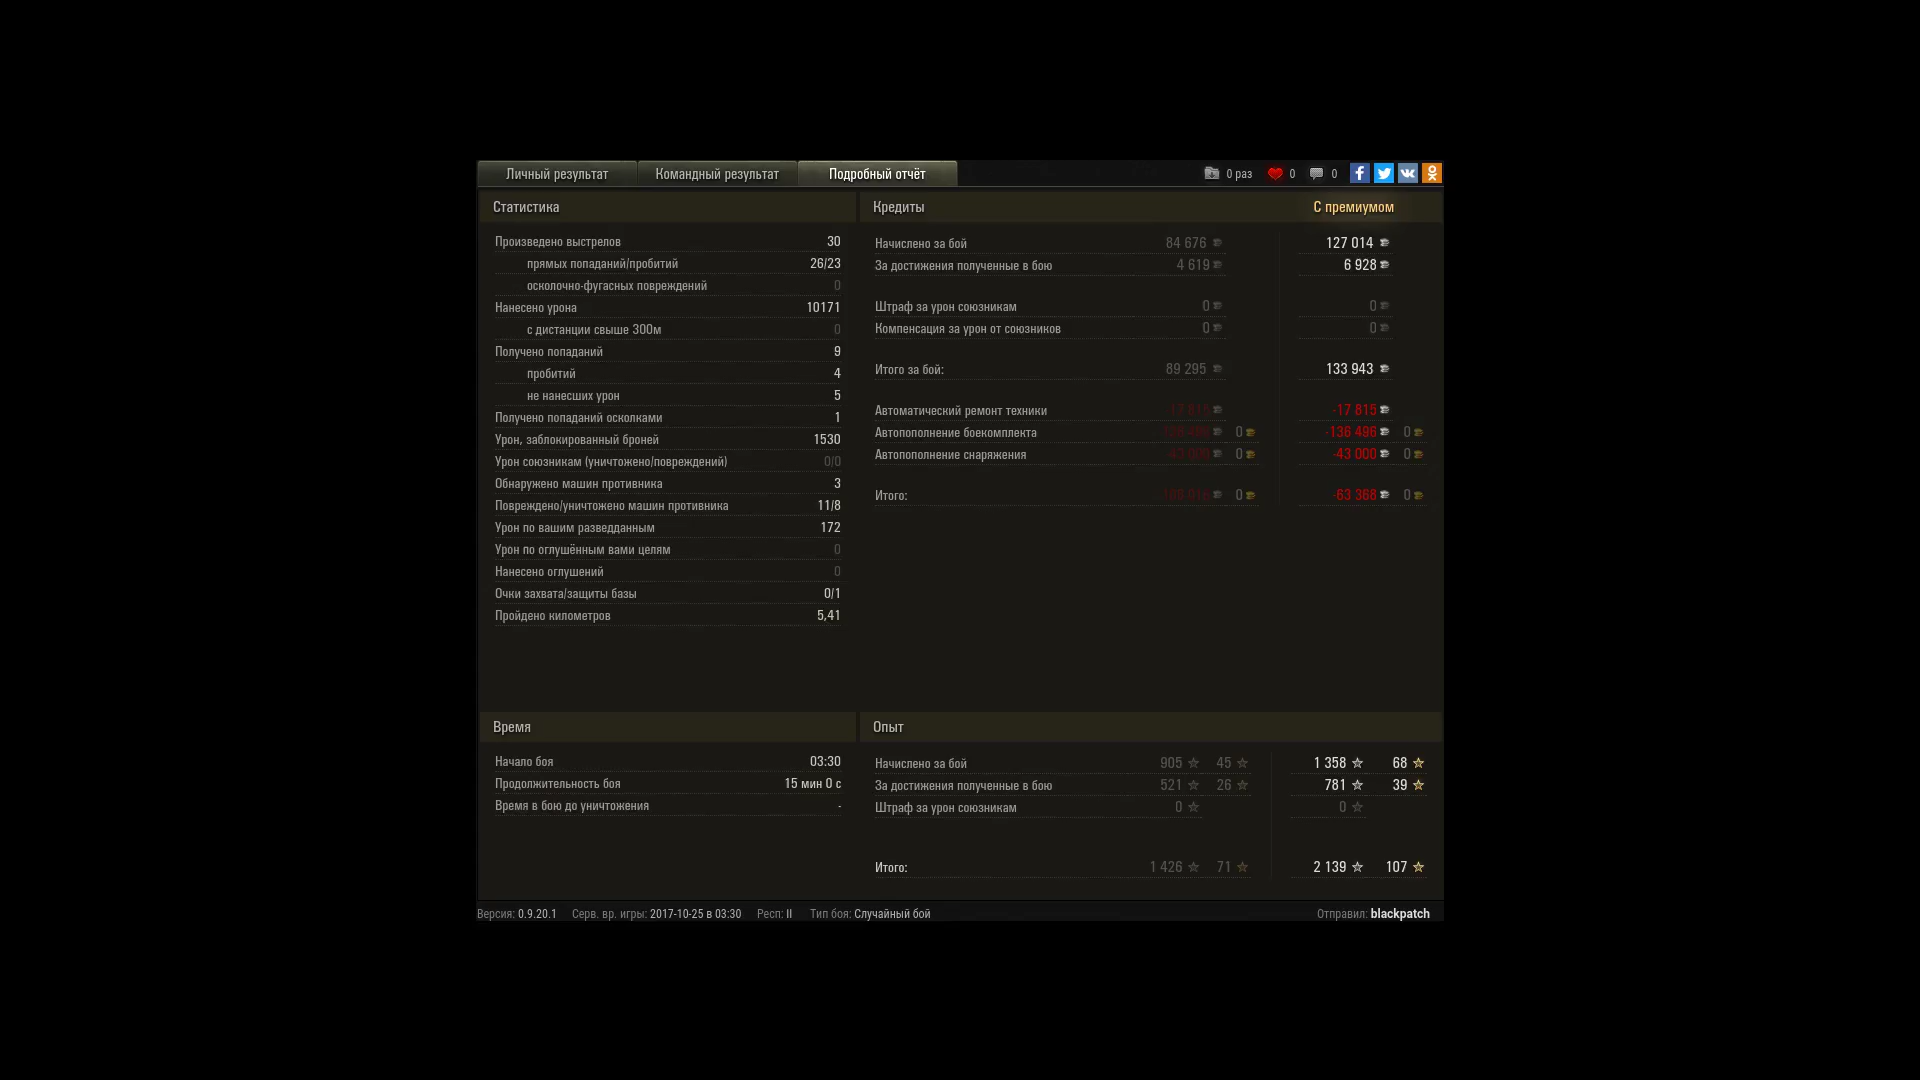 Личный результат Командный результат Подробный отчёт 0 раз 0 0
Статистика
Произведено выстрелов 30
прямых попаданий/пробитий 26/23
осколочно-фугасных повреждений 0
Нанесено урона 10171
с дистанции свыше 300м 0
Получено попаданий 9
пробитий 4
не нанесших урон 5
Получено попаданий осколками 1
Урон, заблокированный броней 1530
Урон союзникам (уничтожено/повреждений) 0/0
Обнаружено машин противника 3
Повреждено/уничтожено машин противника 11/8
Урон по вашим разведданным 172
Урон по оглушённым вами целям 0
Нанесено оглушений 0
Очки захвата/защиты базы 0/1
Пройдено километров 5,41
Кредиты С премиумом
Начислено за бой 84 676 127 014
За достижения полученные в бою 4 619 6 928
Штраф за урон союзникам 0 0
Компенсация за урон от союзников 0 0
Итого за бой: 89 295 133 943
Автоматический ремонт техники -17 815 -17 815
Автопополнение боекомплекта 0 -136 496 0
Автопополнение снаряжения -43 000 0 -43 000 0
Итого: 0 -63 368 0
Время
Начало боя 03:30
Продолжительность боя 15 мин 0 с
Время в бою до уничтожения -
Опыт
Начислено за бой 905 45 1 358 68
За достижения полученные в бою 521 26 781 39
Штраф за урон союзникам 0 0
Итого: 1 426 71 2 139 107
Версия: 0.9.20.1 Серв. вр. игры: 2017-10-25 в 03:30 Респ: II Тип боя: Случайный бой Отправил: blackpatch